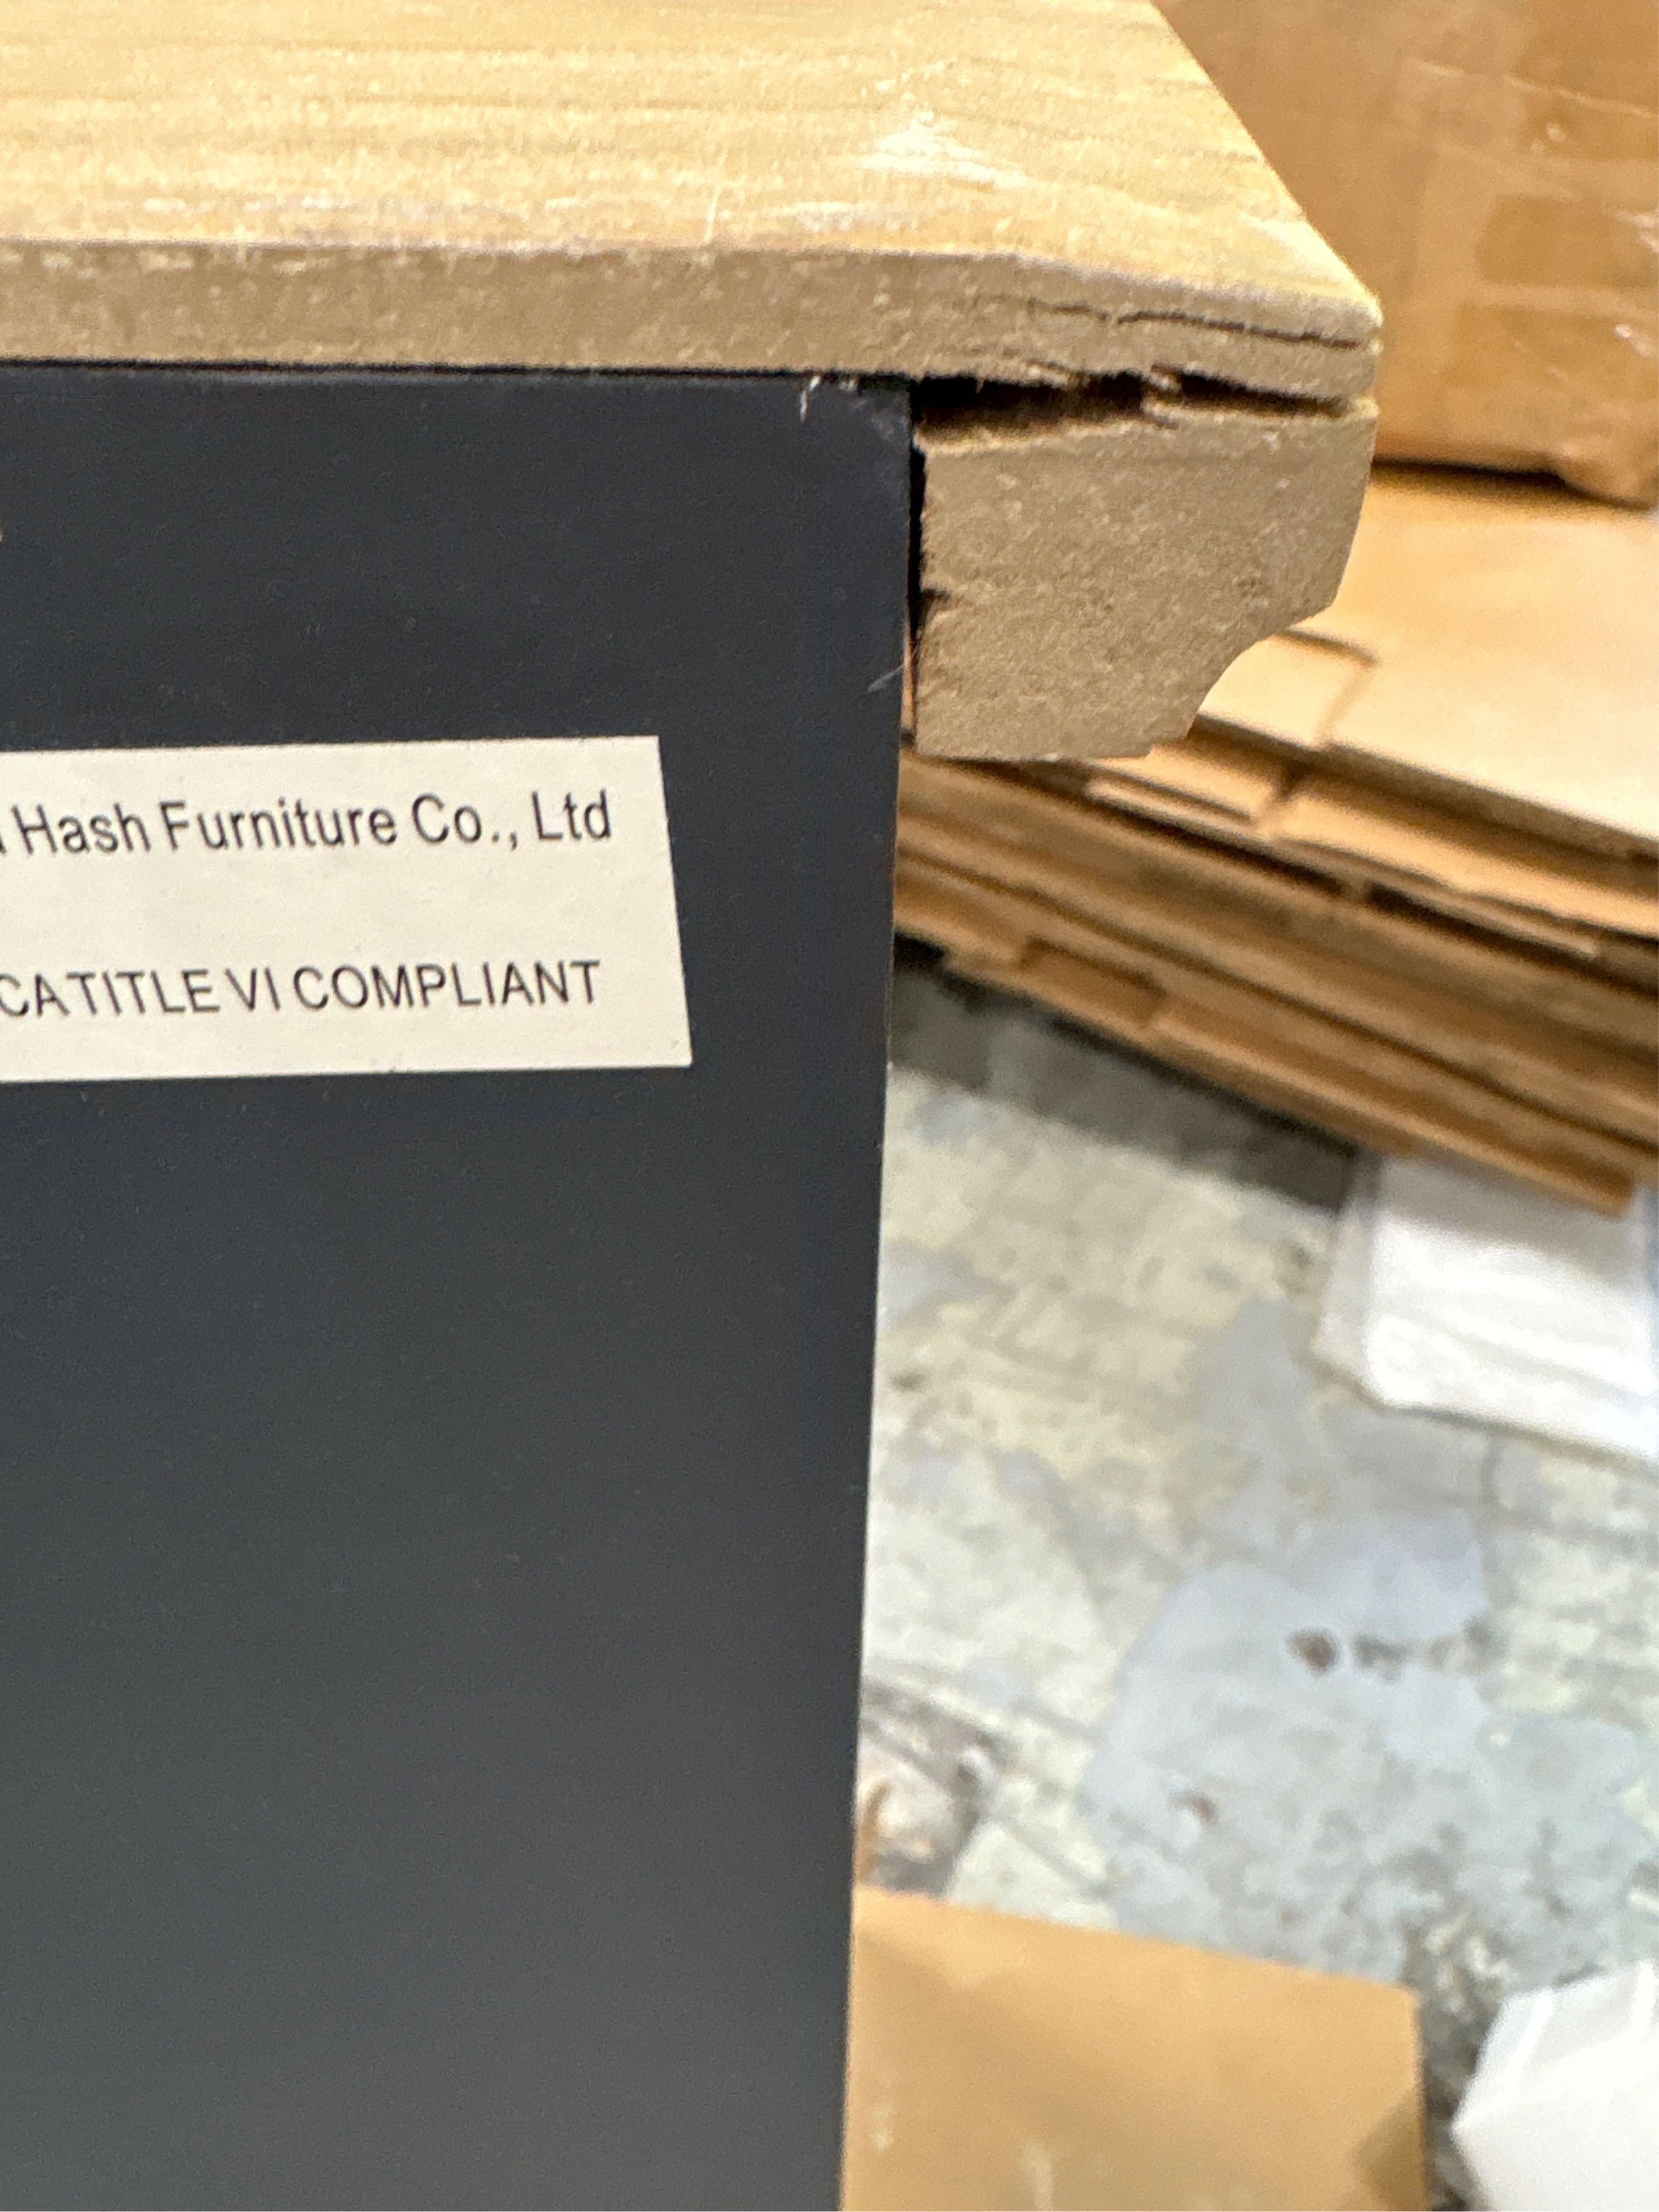 Hash Furniture Co., Ltd
CA TITLE VI COMPLIANT